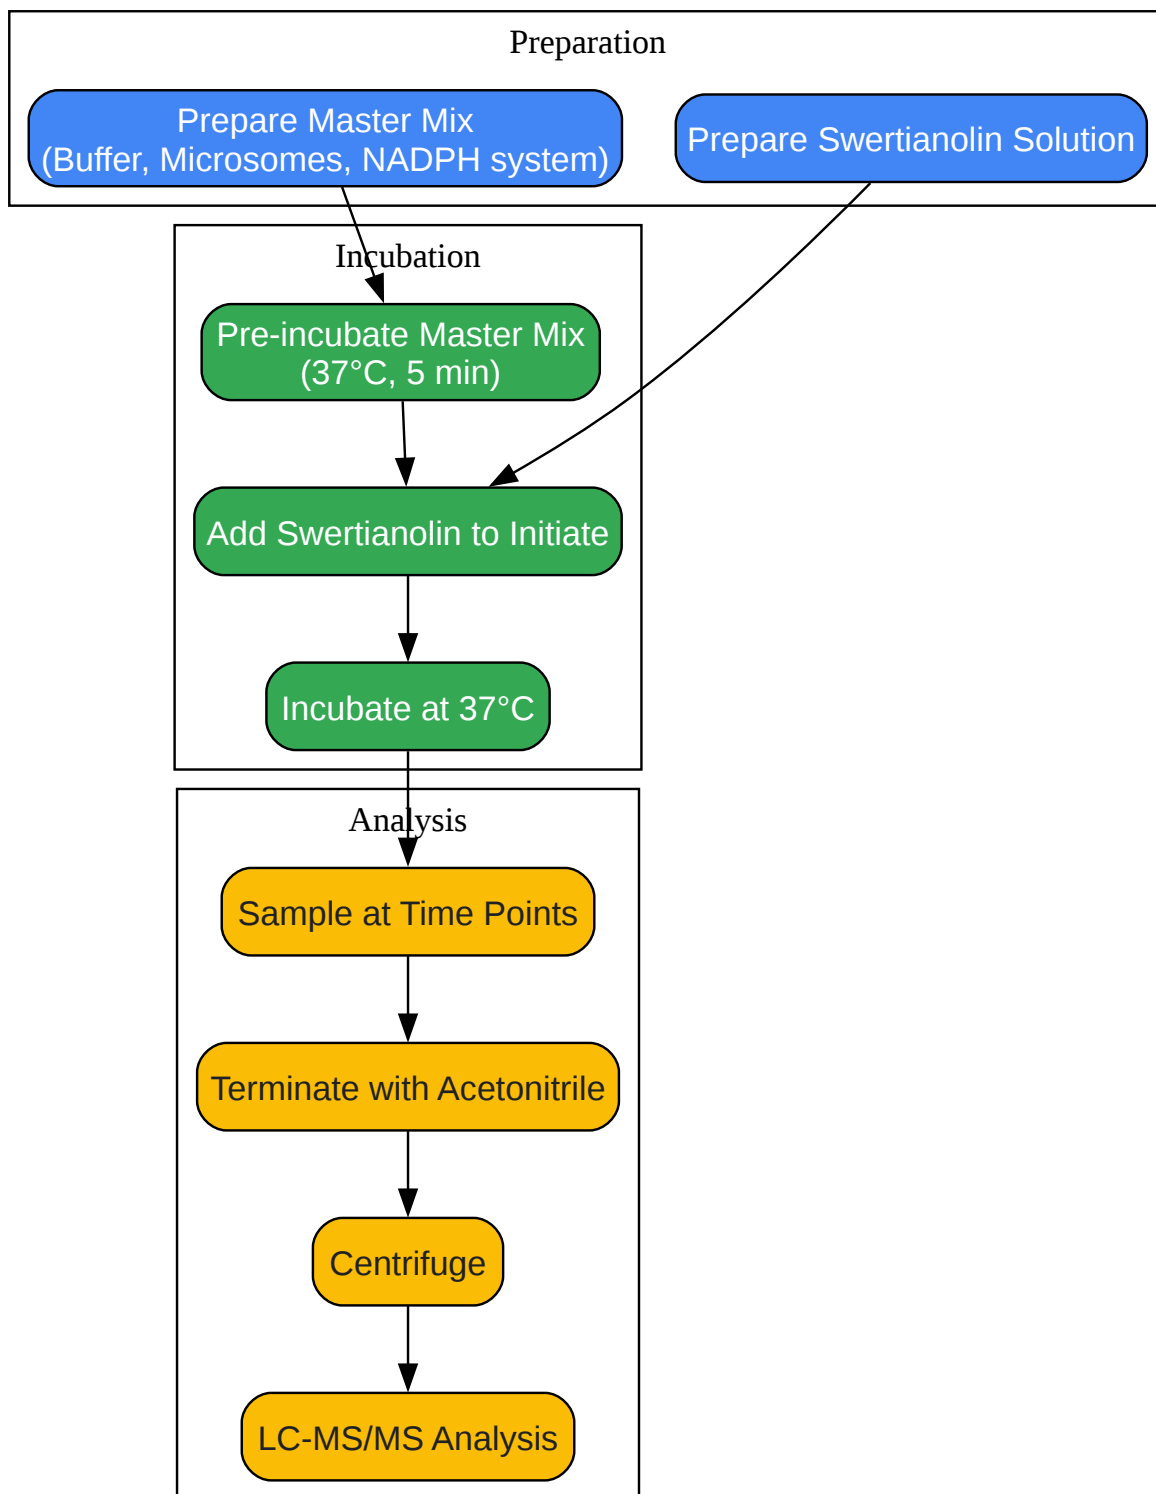 Preparation
Prepare Master Mix
(Buffer, Microsomes, NADPH system)
Prepare Swertianolin Solution
Incubation
Pre-incubate Master Mix
(37°C, 5 min)
Add Swertianolin to Initiate
Incubate at 37°C
Analysis
Sample at Time Points
Terminate with Acetonitrile
Centrifuge
LC-MS/MS Analysis